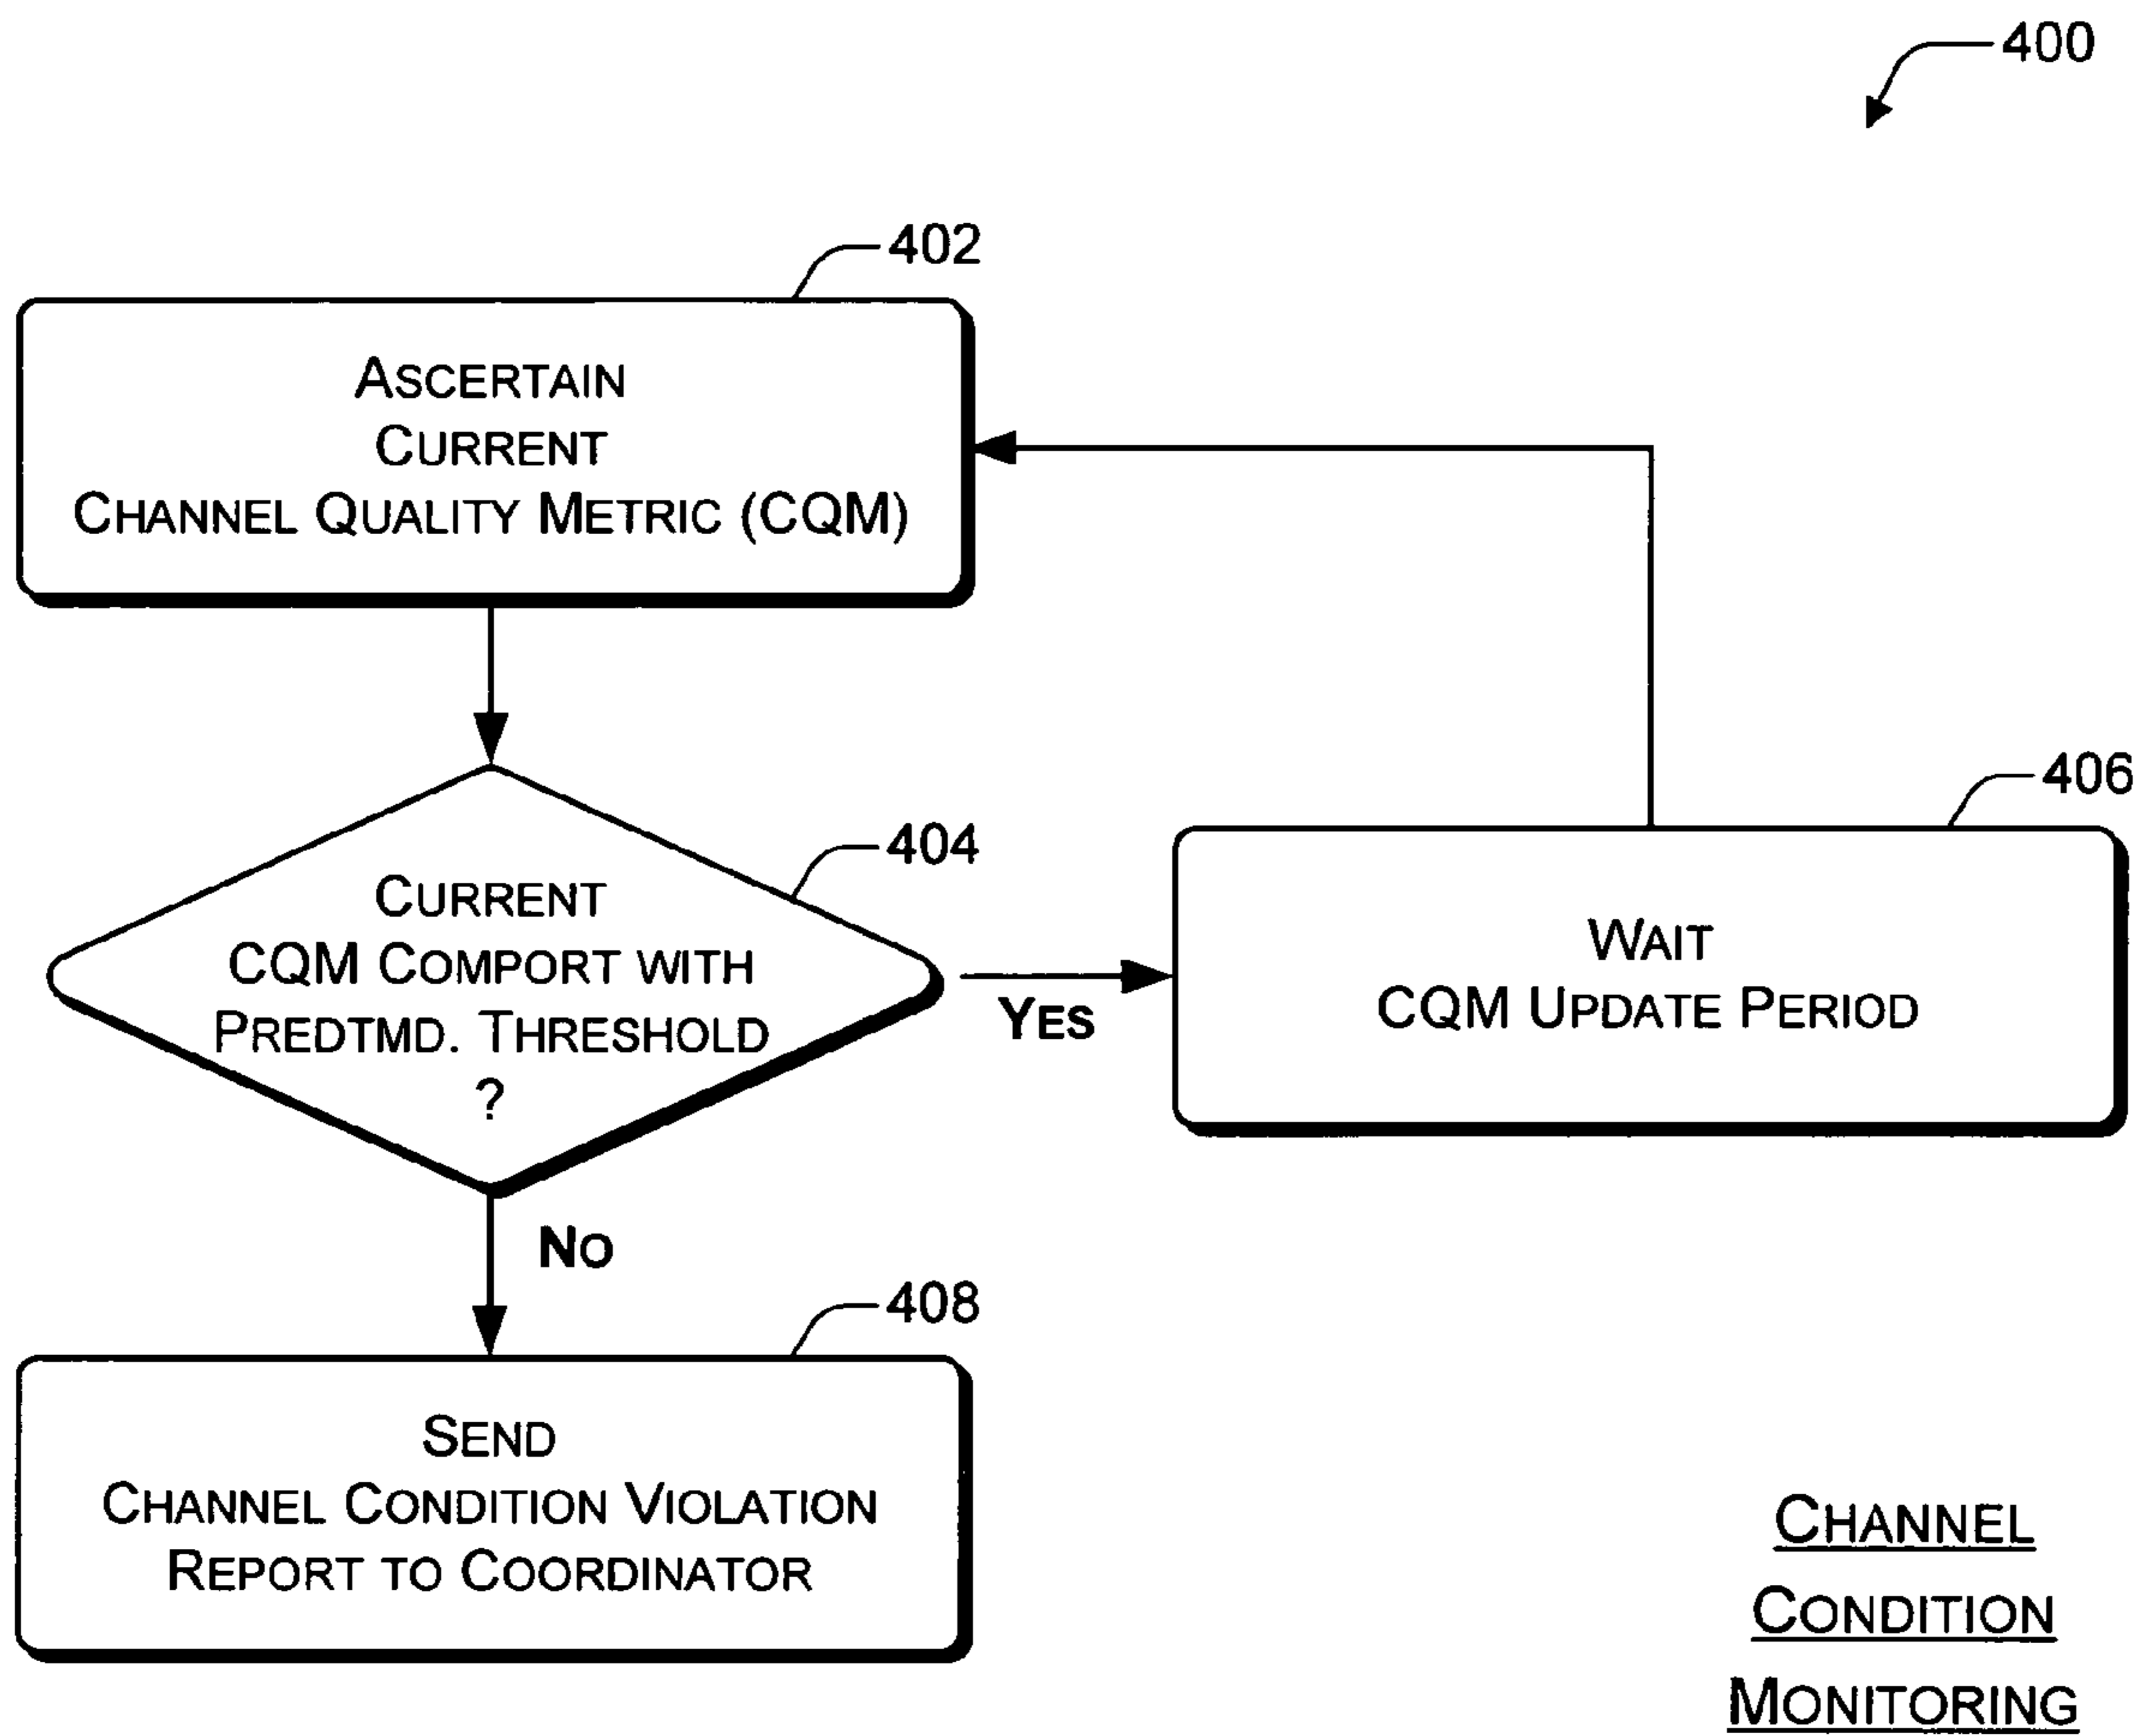 400
402
ASCERTAIN
CURRENT
CHANNEL QUALITY METRIC (CQM)
404
CURRENT
CQM COMPORT WITH
PREDTMD. THRESHOLD
?
YES
406
WAIT
CQM UPDATE PERIOD
NO
408
SEND
CHANNEL CONDITION VIOLATION
REPORT TO COORDINATOR
CHANNEL
CONDITION
MONITORING